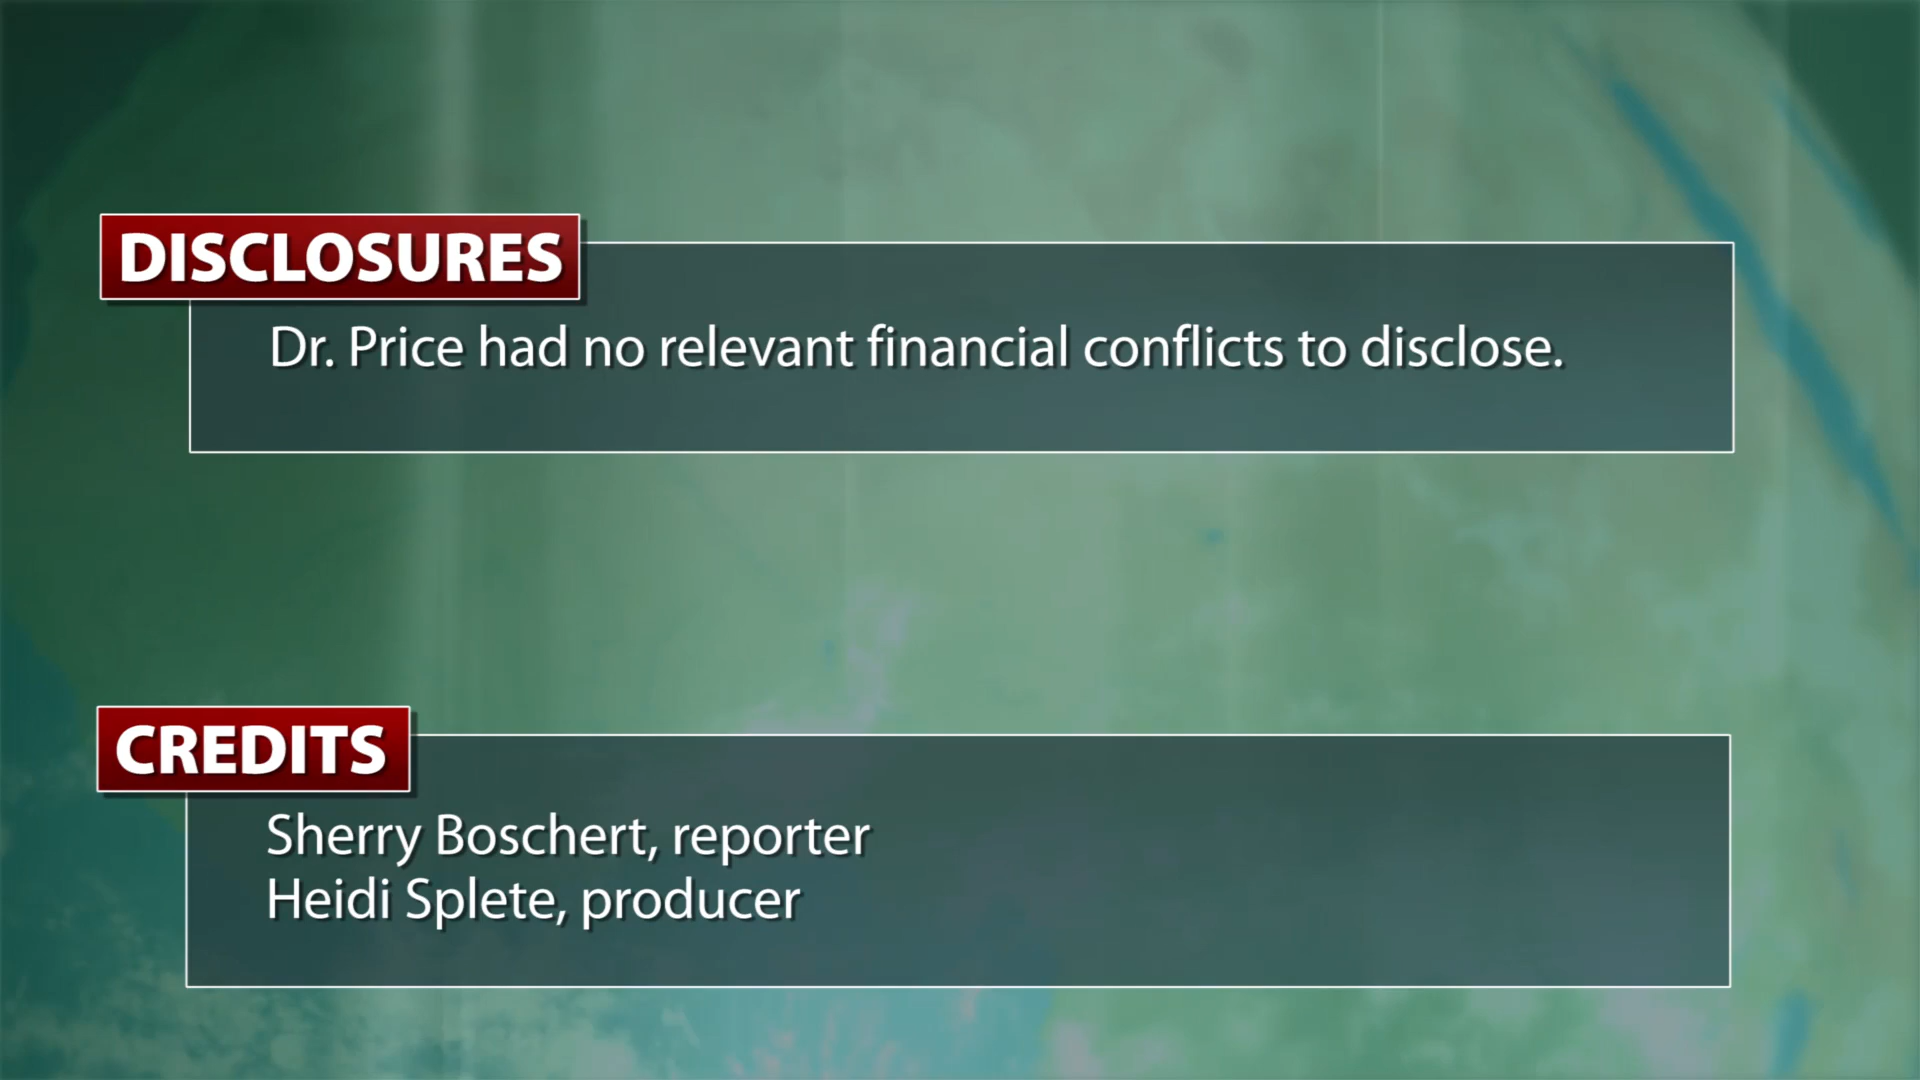 DISCLOSURES
Dr. Price had no relevant financial conflicts to disclose.
CREDITS
Sherry Boschert, reporter
Heidi Splete, producer